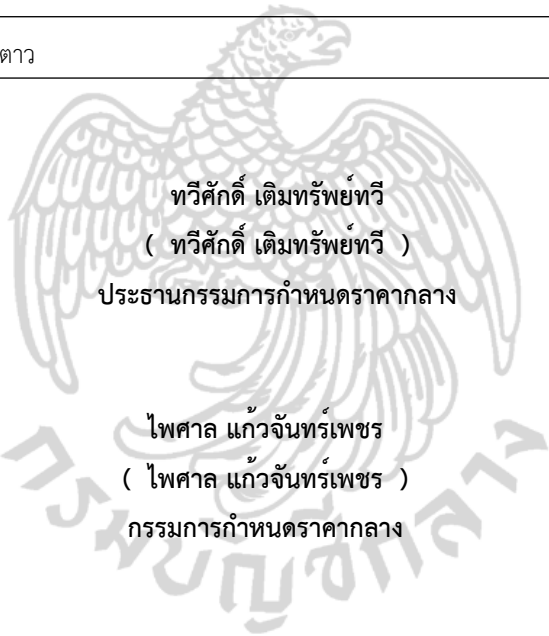 ตาว
ทวีศักดิ์ เติมทรัพย์ทวี
( ทวีศักดิ์ เติมทรัพย์ทวี )
ประธานกรรมการกำหนดราคากลาง
ไพศาล แก้วจันทร์เพชร
( ไพศาล แก้วจันทร์เพชร )
กรรมการกำหนดราคากลาง
กรมบัญชีกลาง